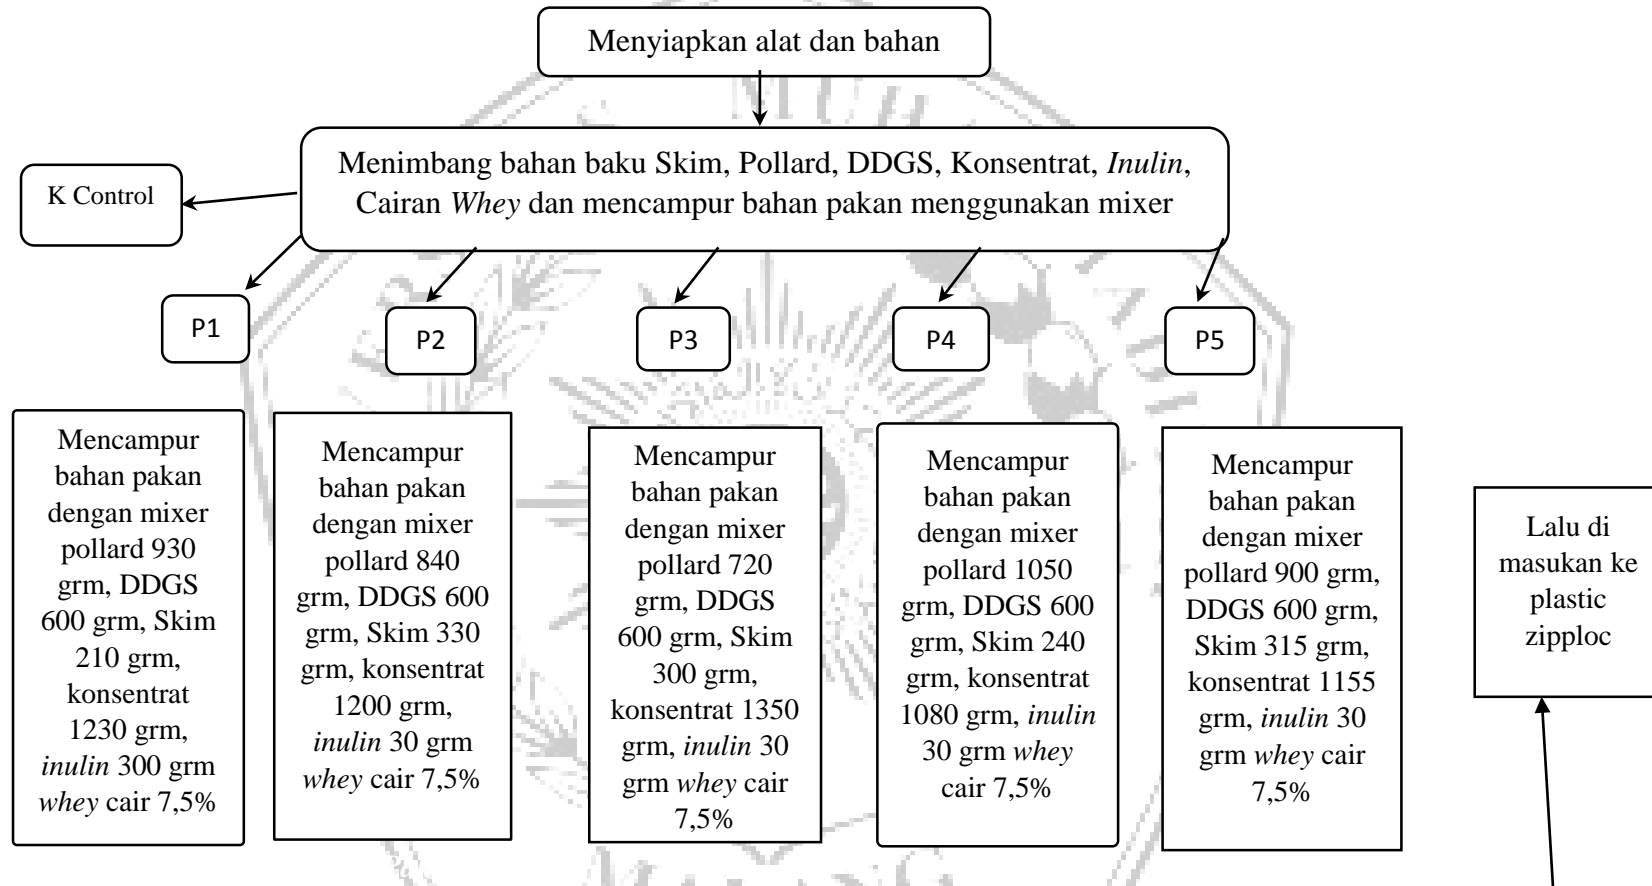 Menyiapkan alat dan bahan
Menimbang bahan baku Skim, Pollard, DDGS, Konsentrat, Inulin,
Cairan Whey dan mencampur bahan pakan menggunakan mixer
K Control
P1
P2
P3
P4
P5
Mencampur
bahan pakan
dengan mixer
pollard 930
grm, DDGS
600 grm, Skim
210 grm,
konsentrat
1230 grm,
inulin 300 grm
whey cair 7,5%
Mencampur
bahan pakan
dengan mixer
pollard 840
grm, DDGS 600
grm, Skim 330
grm, konsentrat
1200 grm,
inulin 30 grm
whey cair 7,5%
Mencampur
bahan pakan
dengan mixer
pollard 720
grm, DDGS
600 grm, Skim
300 grm,
konsentrat 1350
grm, inulin 30
grm whey cair
7,5%
Mencampur
bahan pakan
dengan mixer
pollard 1050
grm, DDGS 600
grm, Skim 240
grm, konsentrat
1080 grm, inulin
30 grm whey
cair 7,5%
Mencampur
bahan pakan
dengan mixer
pollard 900 grm,
DDGS 600 grm,
Skim 315 grm,
konsentrat 1155
grm, inulin 30
grm whey cair
7,5%
Lalu di
masukan ke
plastic
zipploc